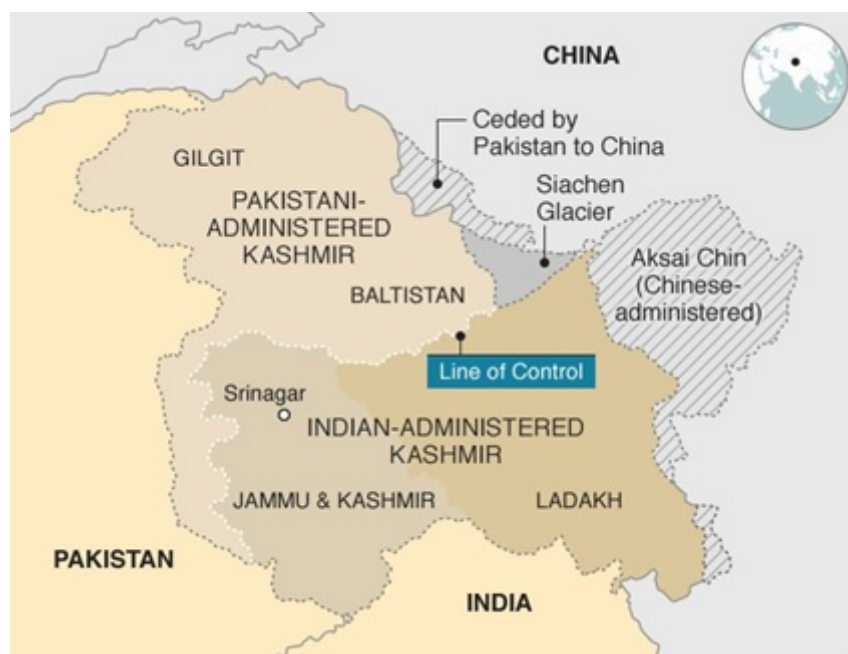 CHINA
Ceded by
Pakistan to China
GILGIT
Siachen
Glacier
PAKISTANI-
ADMINISTERED
KASHMIR
Aksai Chin
(Chinese-
administered)
BALTISTAN
Line of Control
Srinagar
INDIAN-ADMINISTERED
KASHMIR
JAMMU & KASHMIR
LADAKH
PAKISTAN
INDIA